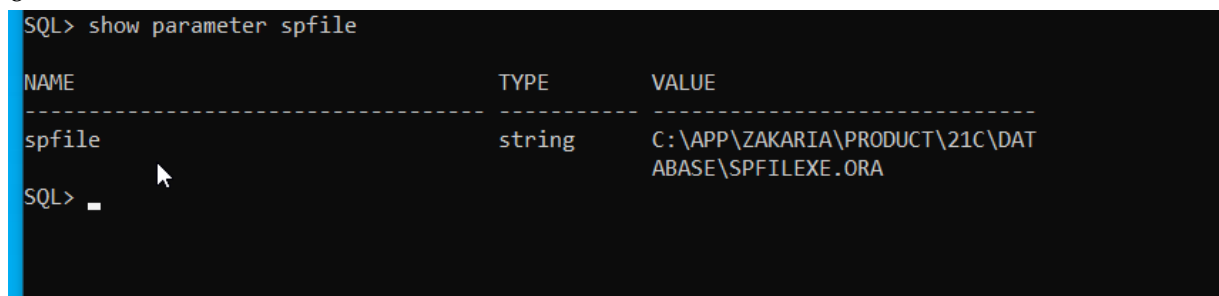 SQL> show parameter spfile
NAME TYPE VALUE
------------------------------------ ----------- ------------------------------
spfile string C:\APP\ZAKARIA\PRODUCT\21C\DAT
ABASE\SPFILEXE.ORA
SQL>